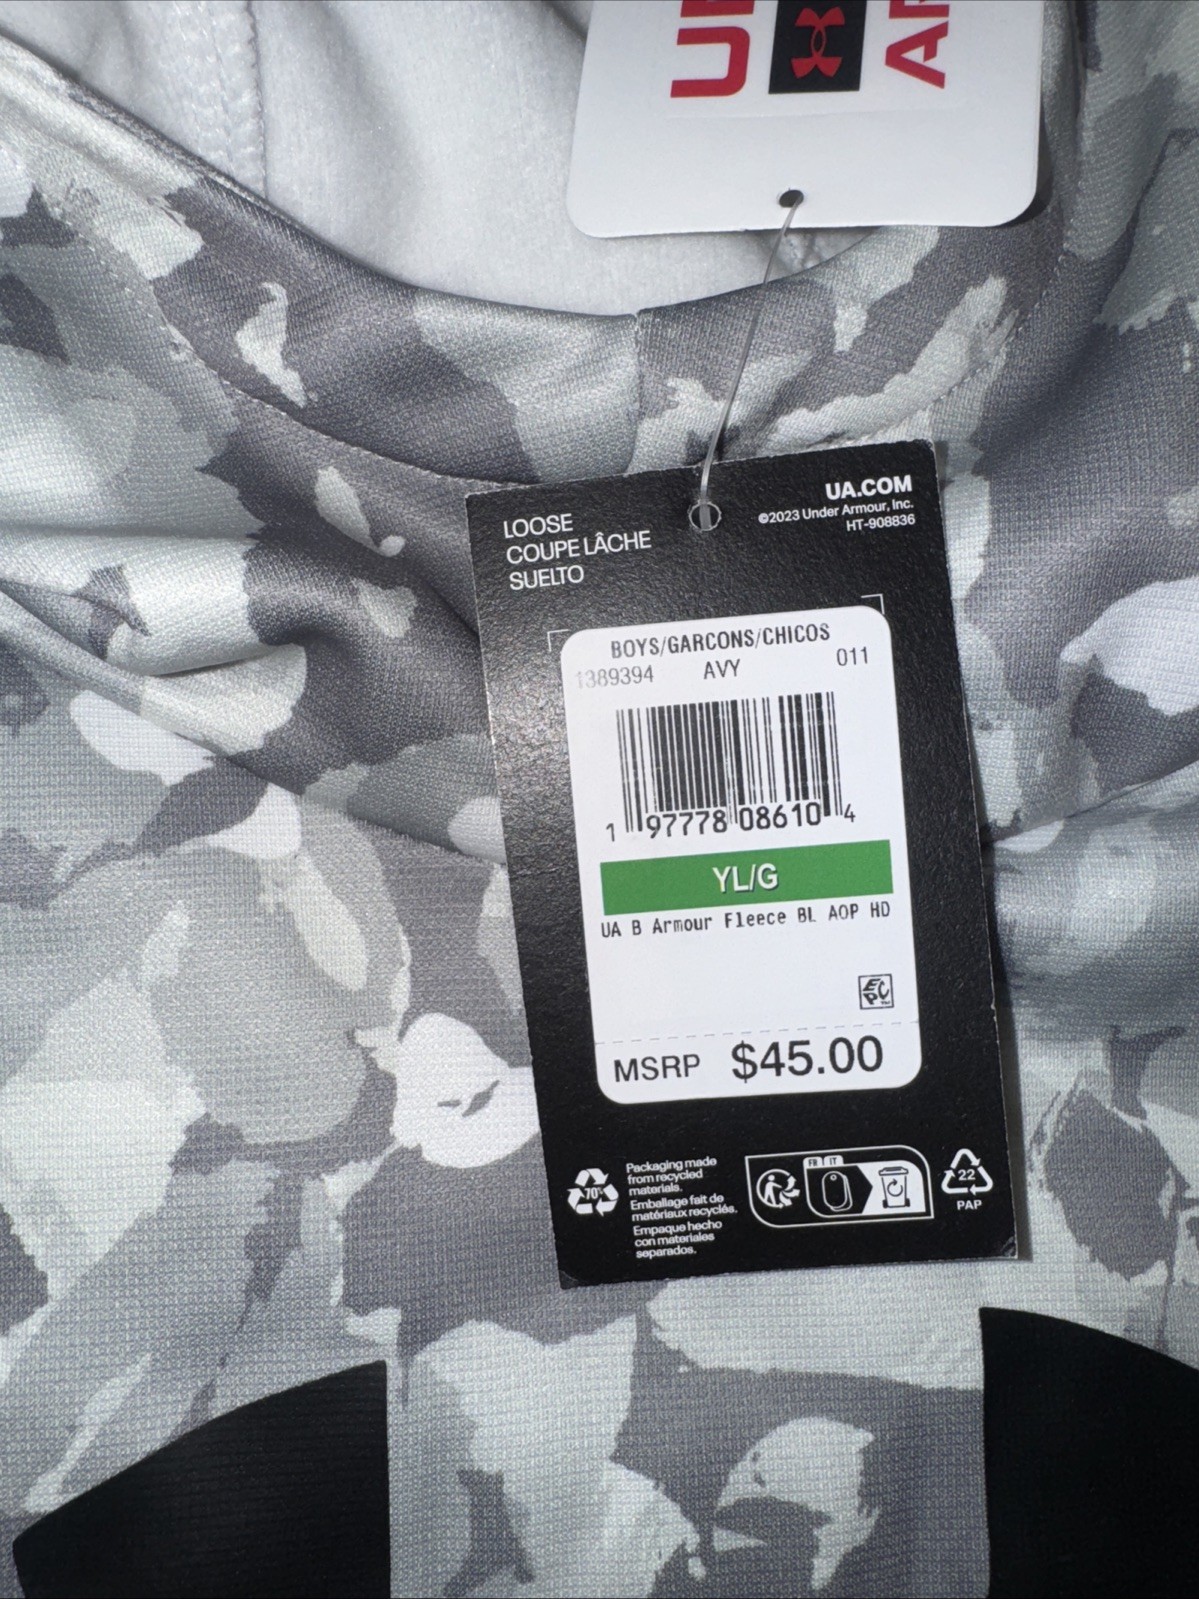 UA.COM
©2023 Under Armour, Inc.
HT-908836
LOOSE
COUPE LÂCHE
SUELTO
BOYS/GARCONS/CHICOS
1389394 AVY 011
1 97778 08610 4
YL/G
UA B Armour Fleece BL AOP HD
EPC
MSRP $45.00
70%
Packaging made
from recycled
materials.
Emballage fait de
matériaux recyclés.
Empaque hecho
con materiales
separados.
FR IT
22
PAP